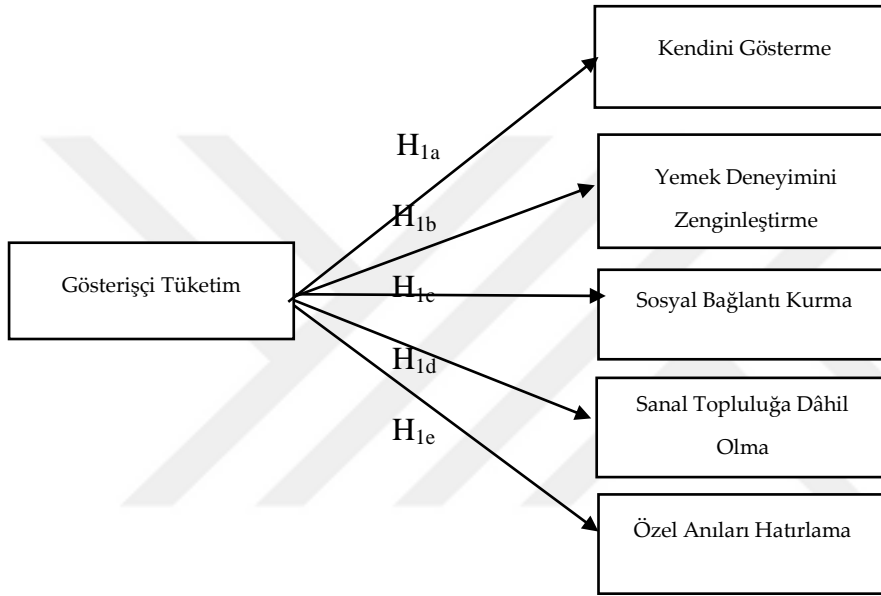 Kendini Gösterme
H1a
Yemek Deneyimini
Zenginleştirme
H1b
Gösterişçi Tüketim
H1c
Sosyal Bağlantı Kurma
H1d
Sanal Topluluğa Dâhil
Olma
H1e
Özel Anıları Hatırlama